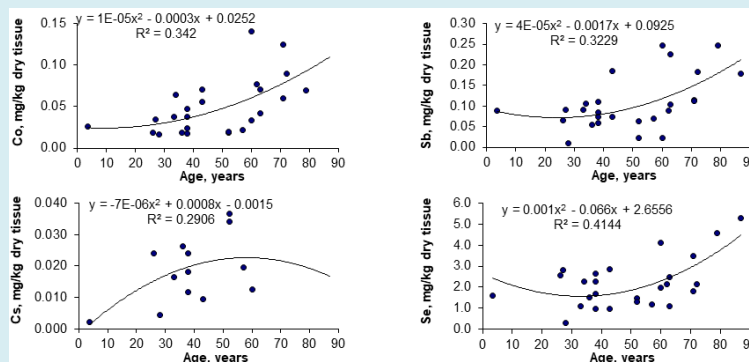 y = 1E-05x² - 0.0003x + 0.0252
R² = 0.342
Co, mg/kg dry tissue
0.15
0.10
0.05
0.00
0 10 20 30 40 50 60 70 80 90
Age, years
y = 4E-05x² - 0.0017x + 0.0925
R² = 0.3229
Sb, mg/kg dry tissue
0.30
0.25
0.20
0.15
0.10
0.05
0.00
0 10 20 30 40 50 60 70 80 90
Age, years
y = -7E-06x² + 0.0008x - 0.0015
R² = 0.2906
Cs, mg/kg dry tissue
0.040
0.030
0.020
0.010
0.000
0 10 20 30 40 50 60 70 80 90
Age, years
y = 0.001x² - 0.066x + 2.6556
R² = 0.4144
Se, mg/kg dry tissue
6.0
5.0
4.0
3.0
2.0
1.0
0.0
0 10 20 30 40 50 60 70 80 90
Age, years